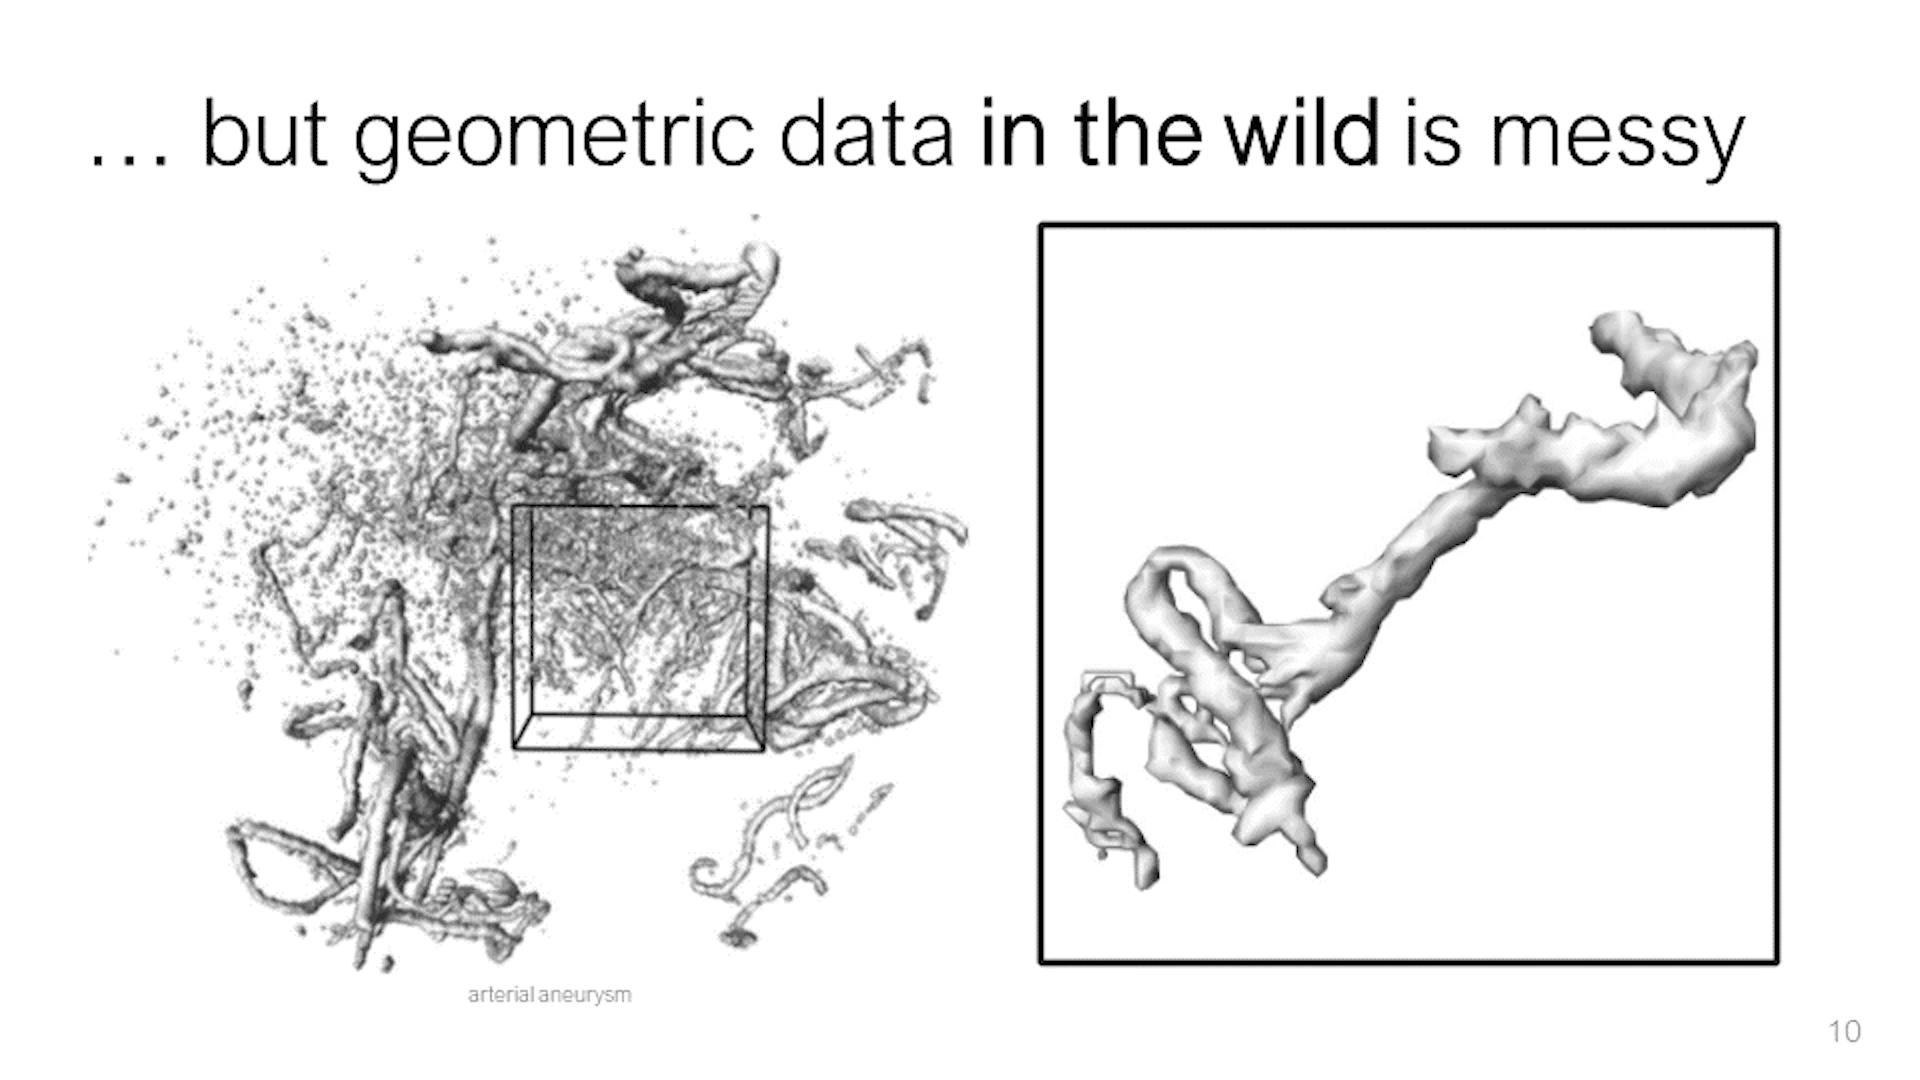 ... but geometric data in the wild is messy
arterial aneurysm
10